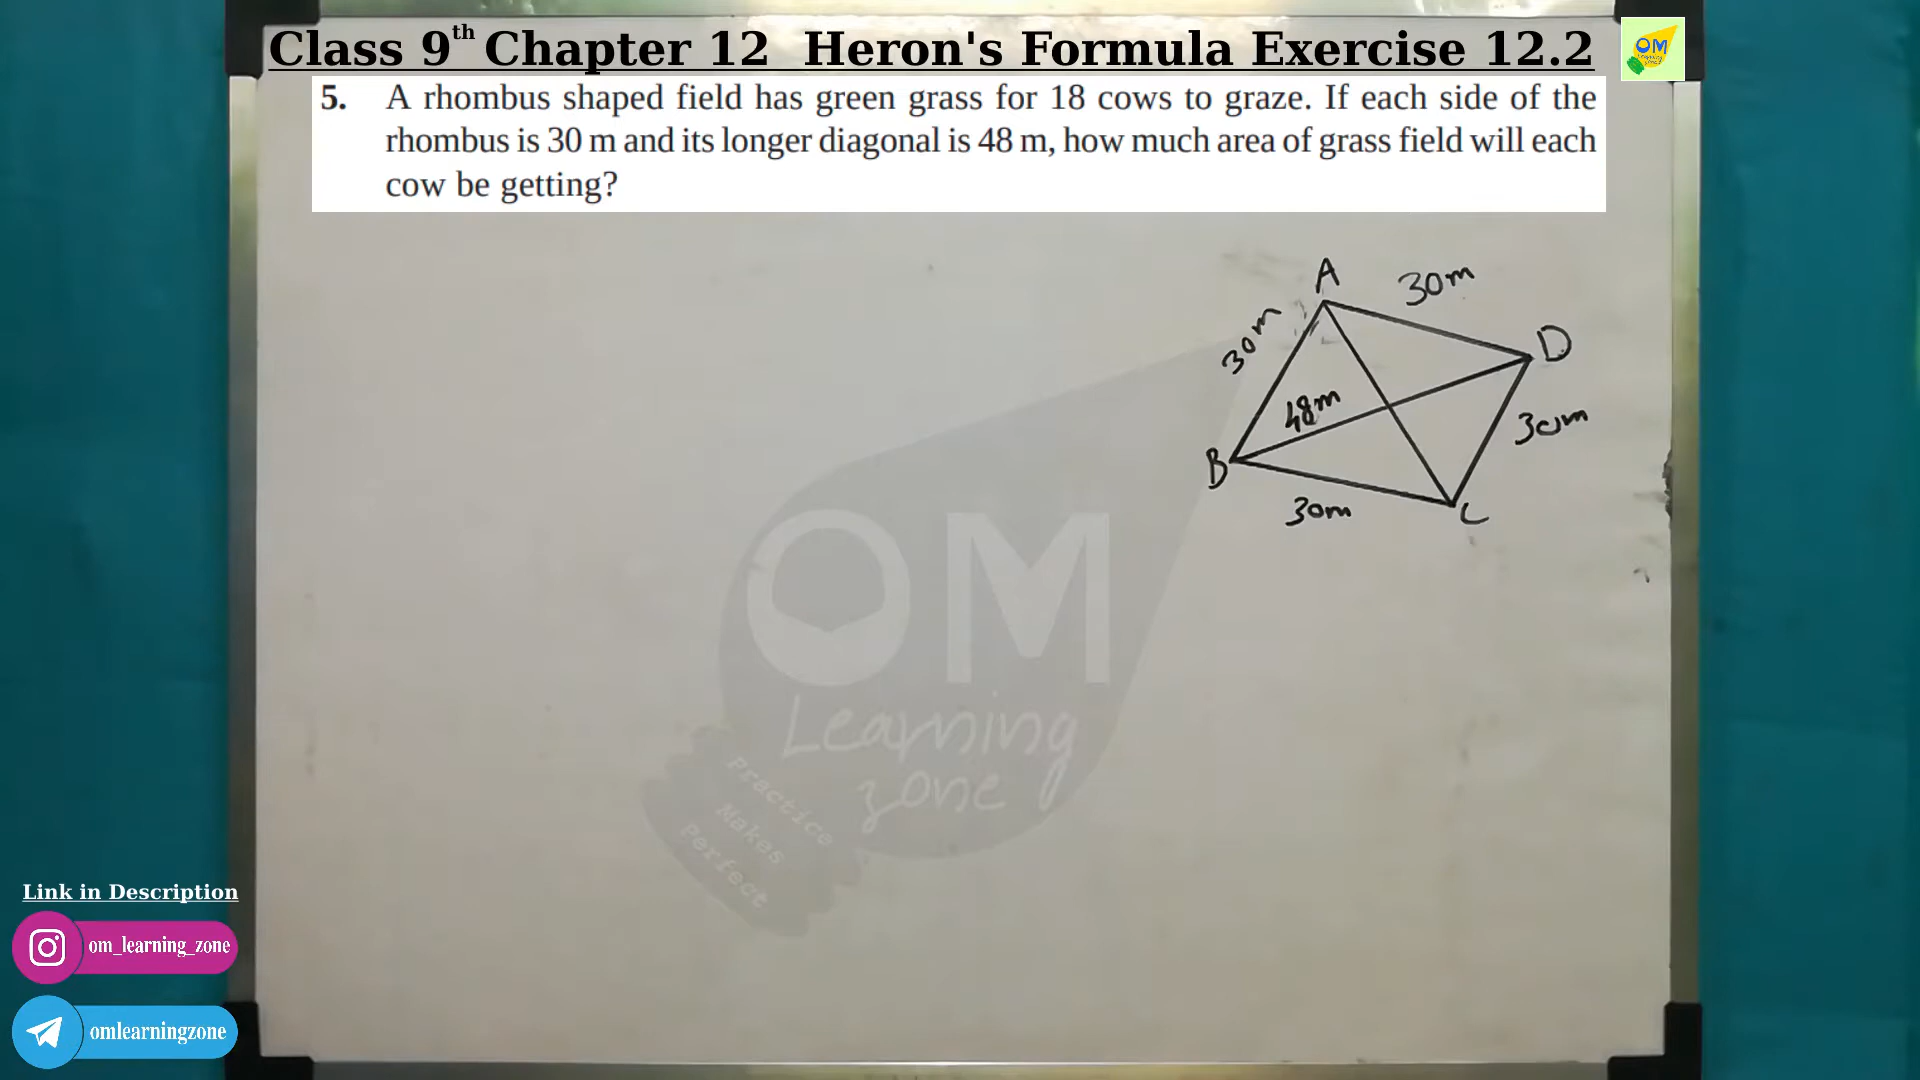 Class 9th Chapter 12 Heron's Formula Exercise 12.2
OM
Learning
zone
5. A rhombus shaped field has green grass for 18 cows to graze. If each side of the
rhombus is 30 m and its longer diagonal is 48 m, how much area of grass field will each
cow be getting?
A
30m
30m
D
48m
30m
B
30m
C
OM
Learning
zone
Practice
Makes
Perfect
Link in Description
om_learning_zone
omlearningzone